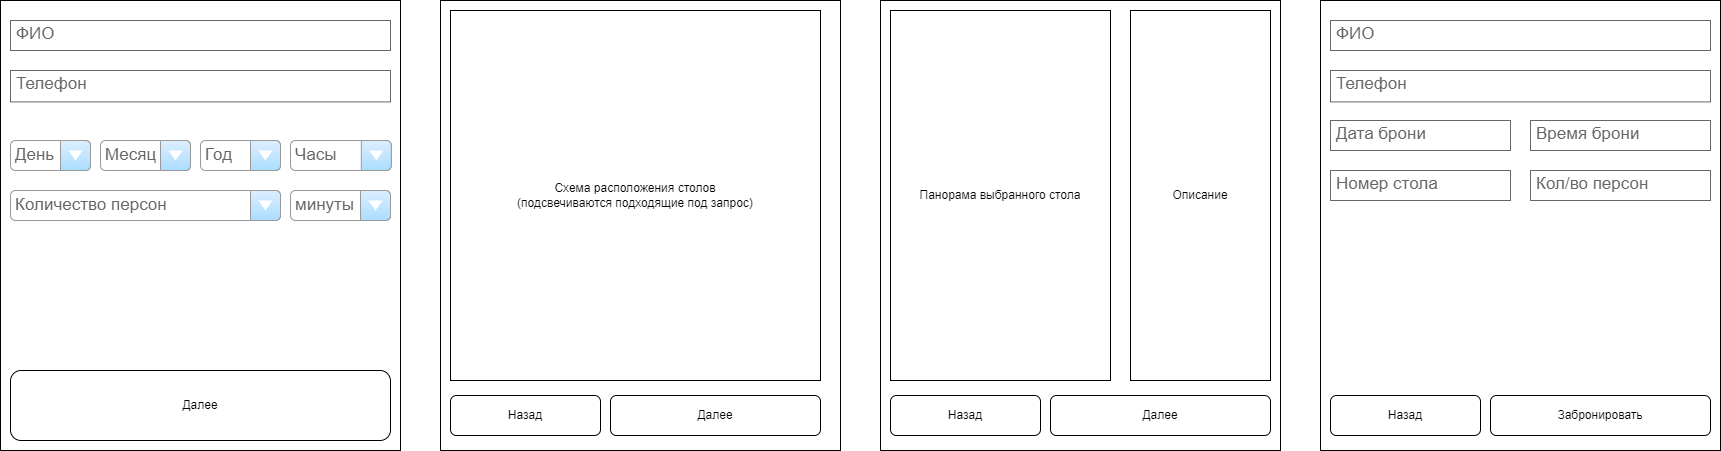 ФИО
Телефон
День
Месяц
Год
Часы
Количество персон
минуты
Далее
Схема расположения столов
(подсвечиваются подходящие под запрос)
Назад
Далее
Панорама выбранного стола
Описание
Назад
Далее
ФИО
Телефон
Дата брони
Время брони
Номер стола
Кол/во персон
Назад
Забронировать